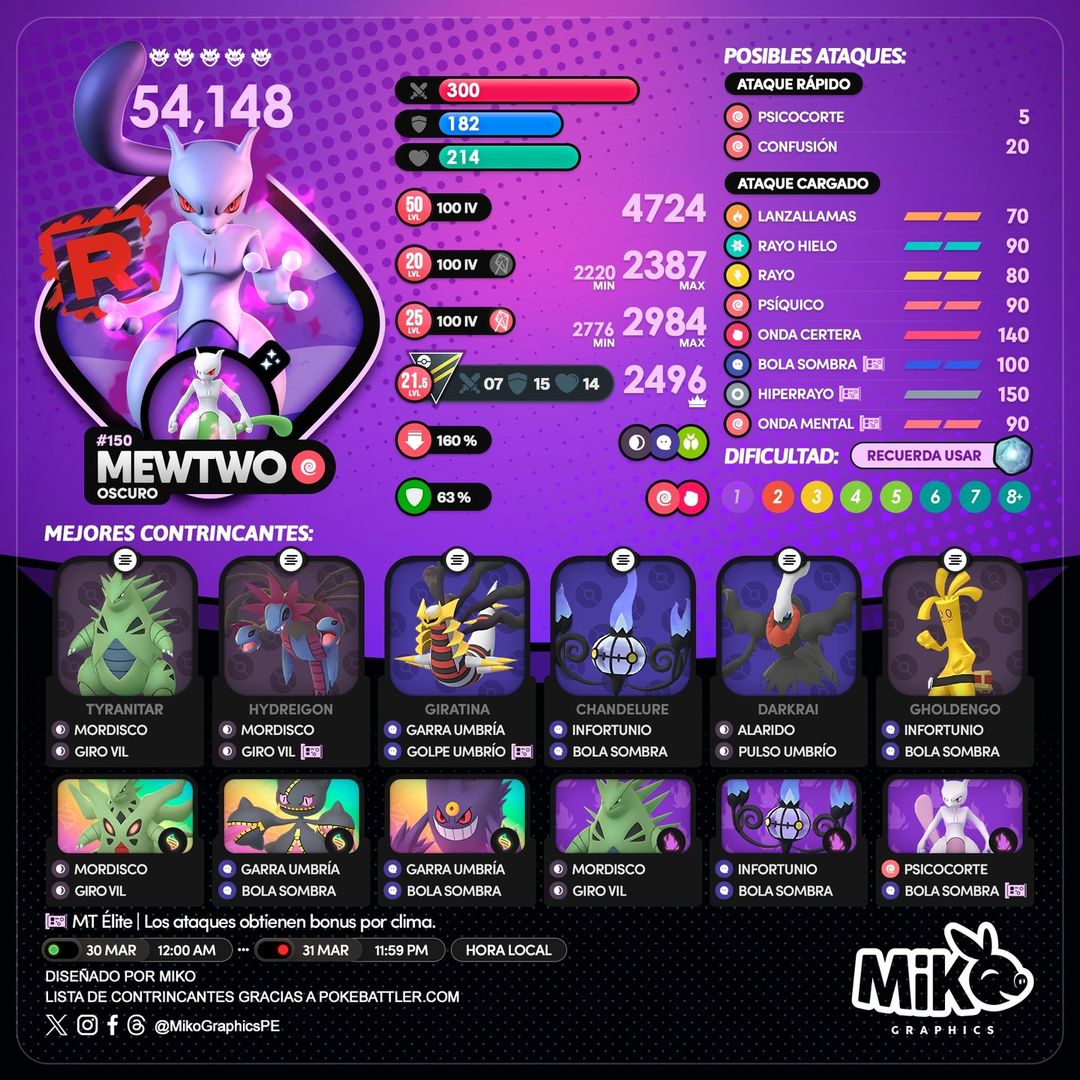 54,148
R
#150
MEWTWO
OSCURO
300
182
214
50 LVL 100 IV 4724
20 LVL 100 IV 2220 MIN 2387 MAX
25 LVL 100 IV 2776 MIN 2984 MAX
21.5 LVL 07 15 14 2496
160 %
63 %
POSIBLES ATAQUES:
ATAQUE RÁPIDO
PSICOCORTE 5
CONFUSIÓN 20
ATAQUE CARGADO
LANZALLAMAS 70
RAYO HIELO 90
RAYO 80
PSÍQUICO 90
ONDA CERTERA 140
BOLA SOMBRA 100
HIPERRAYO 150
ONDA MENTAL 90
DIFICULTAD: RECUERDA USAR
1 2 3 4 5 6 7 8+
MEJORES CONTRINCANTES:
TYRANITAR
MORDISCO
GIRO VIL
HYDREIGON
MORDISCO
GIRO VIL
GIRATINA
GARRA UMBRÍA
GOLPE UMBRÍO
CHANDELURE
INFORTUNIO
BOLA SOMBRA
DARKRAI
ALARIDO
PULSO UMBRÍO
GHOLDENGO
INFORTUNIO
BOLA SOMBRA
MORDISCO
GIRO VIL
GARRA UMBRÍA
BOLA SOMBRA
GARRA UMBRÍA
BOLA SOMBRA
MORDISCO
GIRO VIL
INFORTUNIO
BOLA SOMBRA
PSICOCORTE
BOLA SOMBRA
MT Élite | Los ataques obtienen bonus por clima.
30 MAR 12:00 AM ··· 31 MAR 11:59 PM HORA LOCAL
DISEÑADO POR MIKO
LISTA DE CONTRINCANTES GRACIAS A POKEBATTLER.COM
@MikoGraphicsPE
MiKO
GRAPHICS